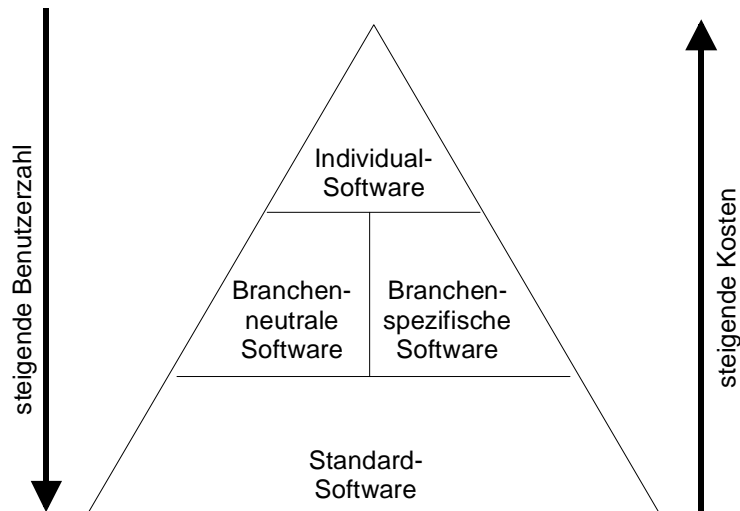 steigende Benutzerzahl
Individual-
Software
Branchen-
neutrale
Software
Branchen-
spezifische
Software
Standard-
Software
steigende Kosten